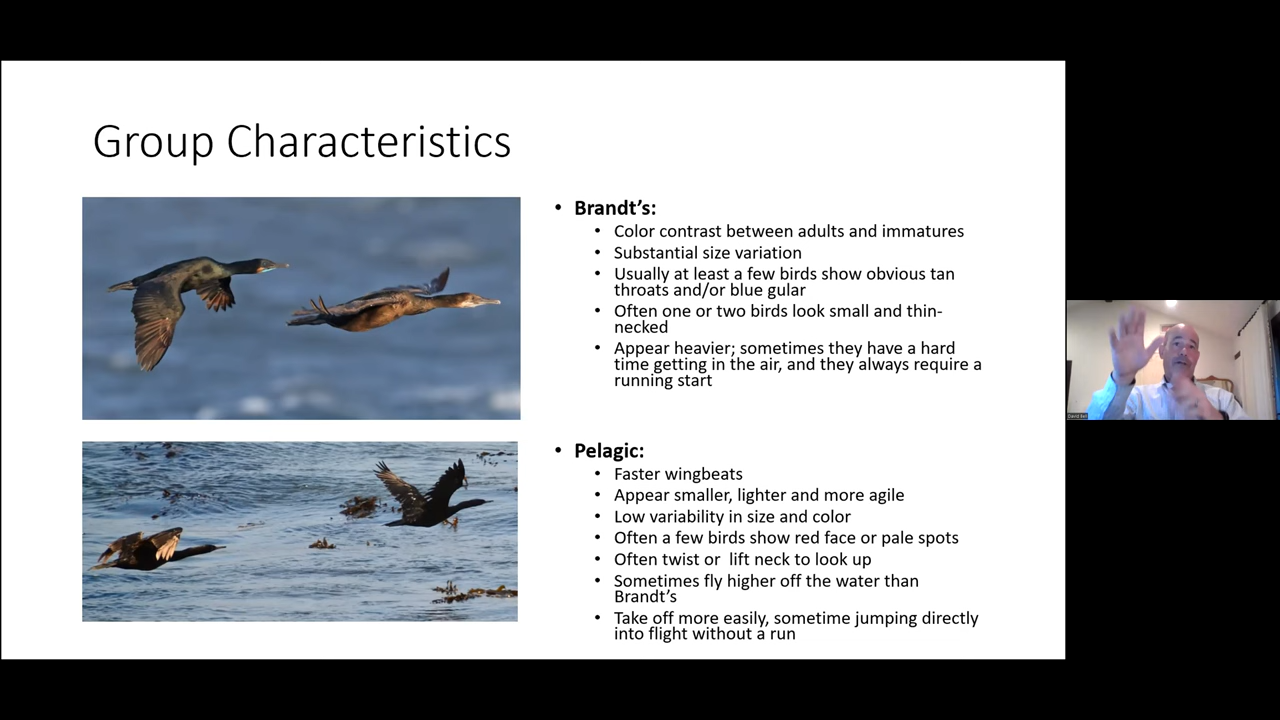 Group Characteristics
• Brandt's:
• Color contrast between adults and immatures
• Substantial size variation
• Usually at least a few birds show obvious tan
throats and/or blue gular
• Often one or two birds look small and thin-
necked
• Appear heavier; sometimes they have a hard
time getting in the air, and they always require a
running start
• Pelagic:
• Faster wingbeats
• Appear smaller, lighter and more agile
• Low variability in size and color
• Often a few birds show red face or pale spots
• Often twist or  lift neck to look up
• Sometimes fly higher off the water than
Brandt's
• Take off more easily, sometime jumping directly
into flight without a run